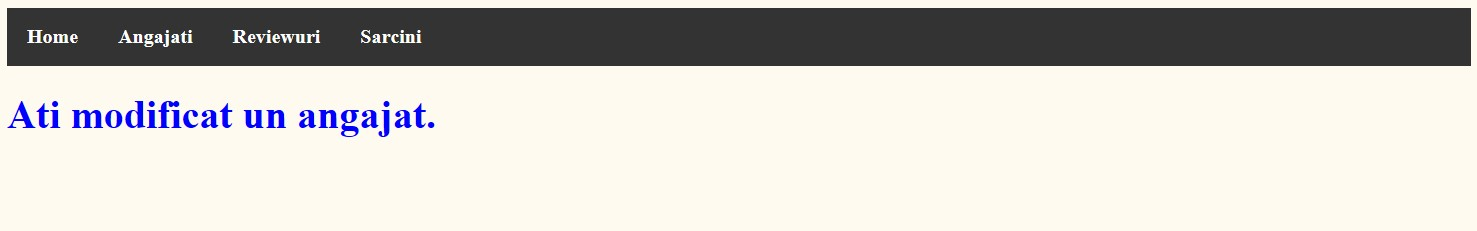 Home Angajati Reviewuri Sarcini
Ati modificat un angajat.